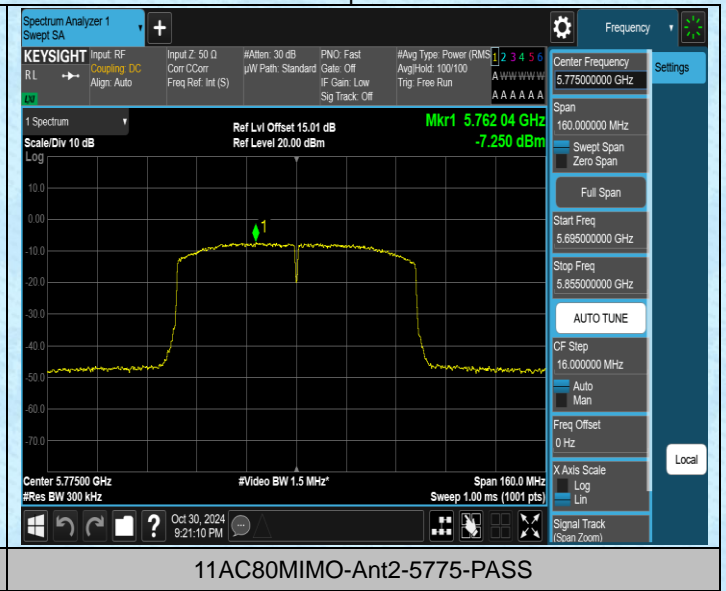 Spectrum Analyzer 1
Swept SA
Frequency
KEYSIGHT
RL
Input: RF
Coupling: DC
Align: Auto
Input Z: 50 Ω
Corr CCorr
Freq Ref: Int (S)
#Atten: 30 dB
µW Path: Standard
PNO: Fast
Gate: Off
IF Gain: Low
Sig Track: Off
#Avg Type: Power (RMS
Avg|Hold: 100/100
Trig: Free Run
1 2 3 4 5 6
A W W W W W
A A A A A A
Settings
1 Spectrum
Scale/Div 10 dB
Log
Ref Lvl Offset 15.01 dB
Ref Level 20.00 dBm
Mkr1 5.762 04 GHz
-7.250 dBm
10.0
0.00
-10.0
-20.0
-30.0
-40.0
-50.0
-60.0
-70.0
1
Center 5.77500 GHz
#Res BW 300 kHz
#Video BW 1.5 MHz*
Span 160.0 MHz
Sweep 1.00 ms (1001 pts)
Center Frequency
5.775000000 GHz
Span
160.000000 MHz
Swept Span
Zero Span
Full Span
Start Freq
5.695000000 GHz
Stop Freq
5.855000000 GHz
AUTO TUNE
CF Step
16.000000 MHz
Auto
Man
Freq Offset
0 Hz
X Axis Scale
Log
Lin
Signal Track
(Span Zoom)
Local
?
Oct 30, 2024
9:21:10 PM
11AC80MIMO-Ant2-5775-PASS